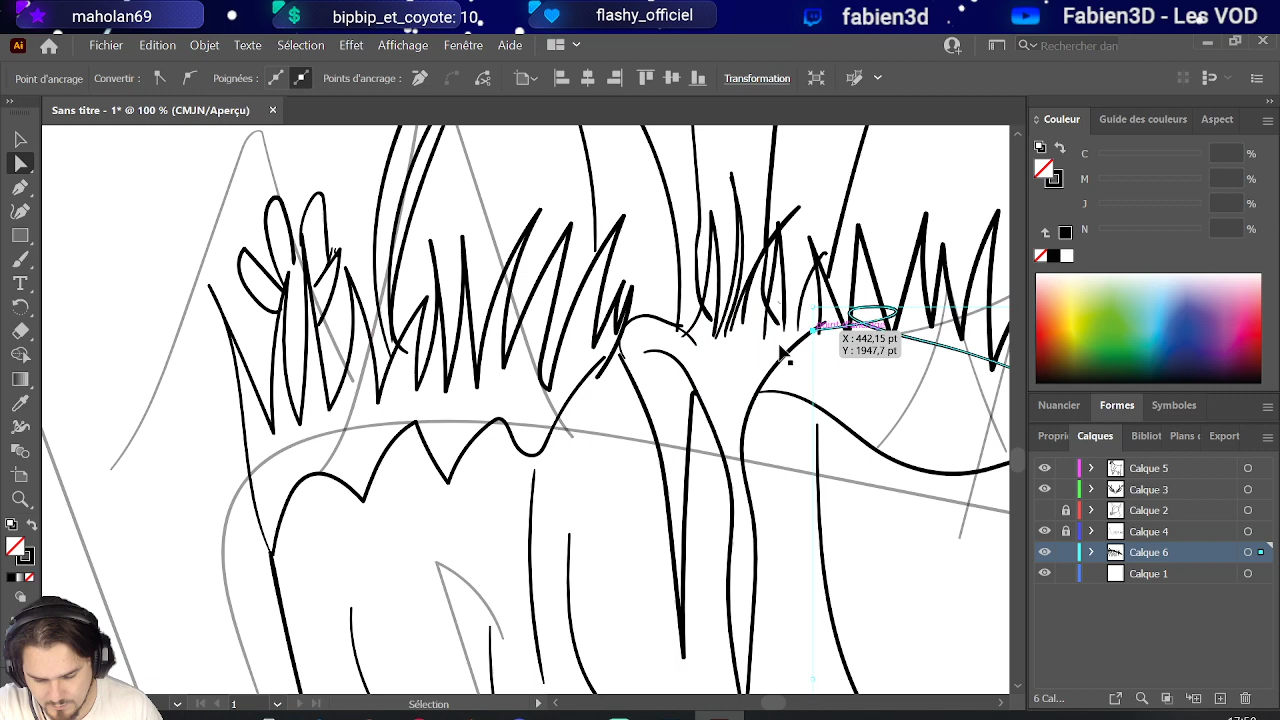 maholan69
bipbip_et_coyote: 10
flashy_officiel
fabien3d
Fabien3D - Les VOD
Ai
Fichier Edition Objet Texte Sélection Effet Affichage Fenêtre Aide
Rechercher dan
Point d'ancrage Convertir : Poignées : Points d'ancrage : Transformation
Sans titre - 1* @ 100 % (CMJN/Aperçu)
Couleur Guide des couleurs Aspect
C %
M %
J %
N %
X : 442,15 pt
Y : 1947,7 pt
Nuancier Formes Symboles
Propri Calques Bibliot Plans Export
Calque 5
Calque 3
Calque 2
Calque 4
Calque 6
Calque 1
1 Sélection
6 Cal...